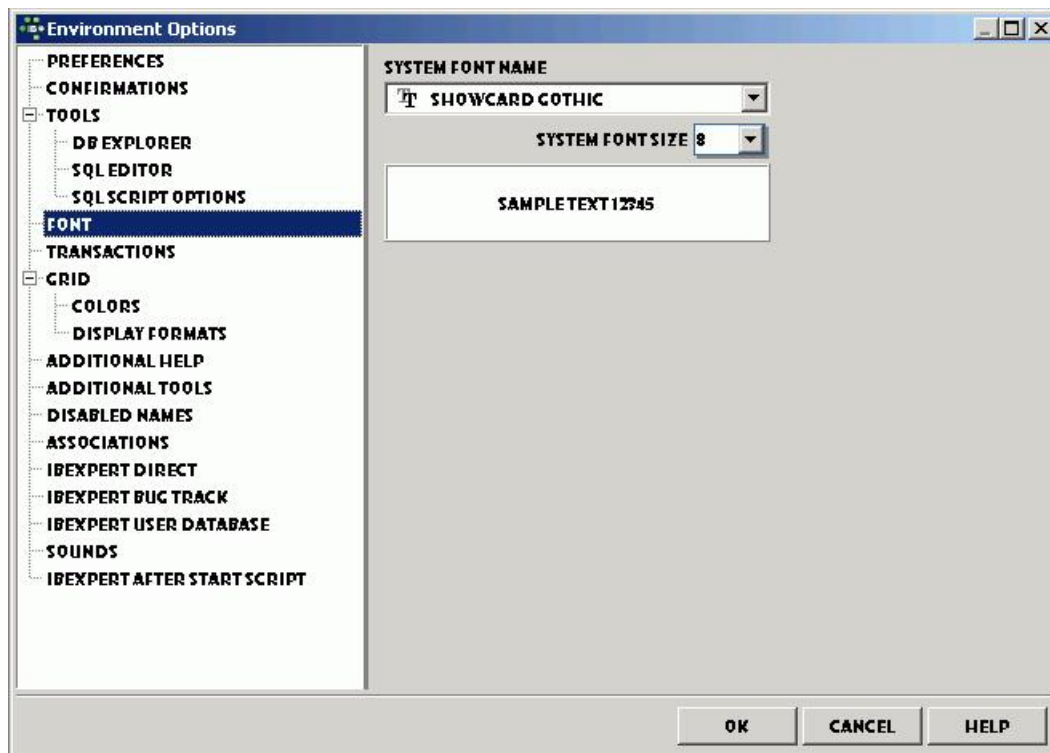 Environment Options
PREFERENCES
CONFIRMATIONS
TOOLS
DB EXPLORER
SQL EDITOR
SQL SCRIPT OPTIONS
FONT
TRANSACTIONS
GRID
COLORS
DISPLAY FORMATS
ADDITIONAL HELP
ADDITIONAL TOOLS
DISABLED NAMES
ASSOCIATIONS
IBEXPERT DIRECT
IBEXPERT BUG TRACK
IBEXPERT USER DATABASE
SOUNDS
IBEXPERT AFTER START SCRIPT
SYSTEM FONT NAME
SHOWCARD GOTHIC
SYSTEM FONT SIZE 8
SAMPLE TEXT 12345
OK CANCEL HELP